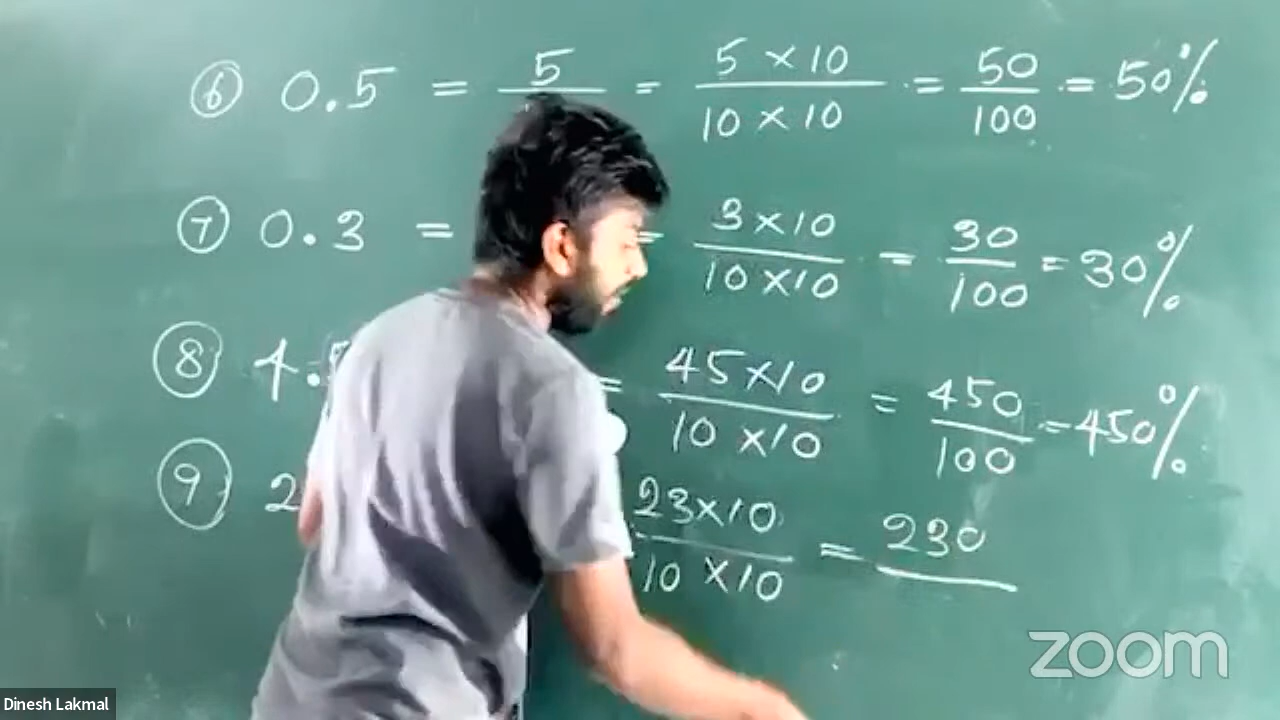 ⑥ 0.5 = 5/ = 5 × 10/10 × 10 = 50/100 = 50%
⑦ 0.3 = = 3 × 10/10 × 10 = 30/100 = 30%
⑧ 4. = 45 × 10/10 × 10 = 450/100 = 450%
⑨ 2 23 × 10/10 × 10 = 230/
zoom
Dinesh Lakmal